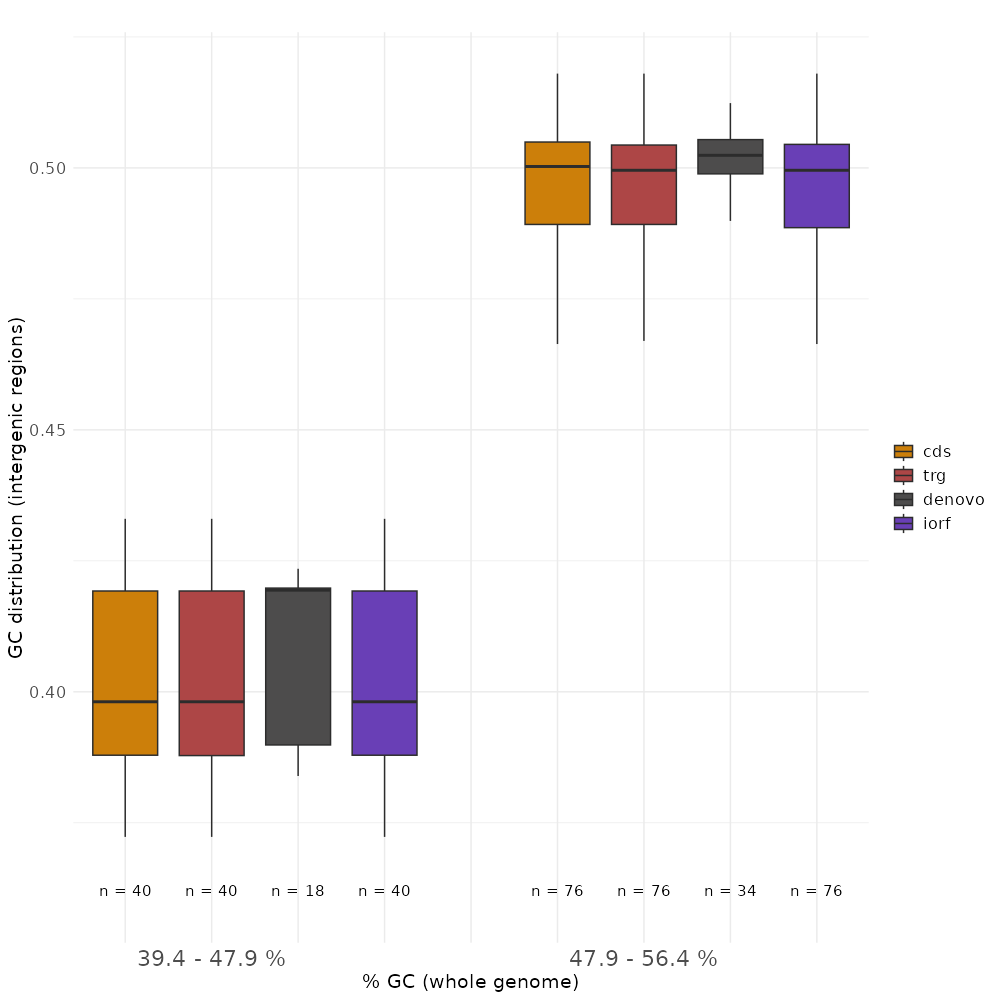 GC distribution (intergenic regions)
0.50
0.45
0.40
cds
trg
denovo
iorf
n = 40 n = 40 n = 18 n = 40 n = 76 n = 76 n = 34 n = 76
39.4 - 47.9 % 47.9 - 56.4 %
% GC (whole genome)